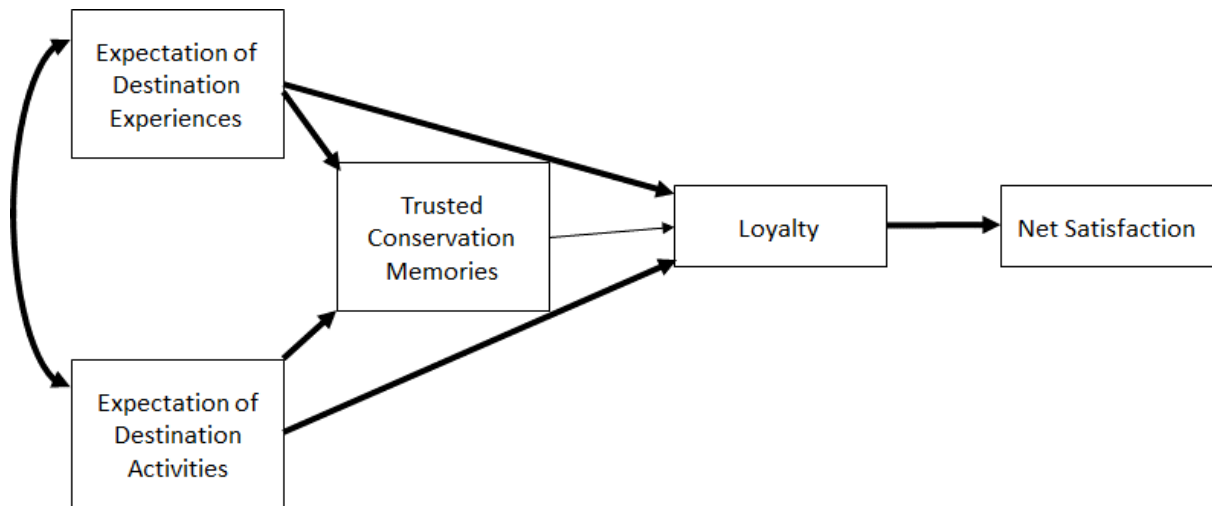 Expectation of
Destination
Experiences
Trusted
Conservation
Memories
Loyalty
Net Satisfaction
Expectation of
Destination
Activities